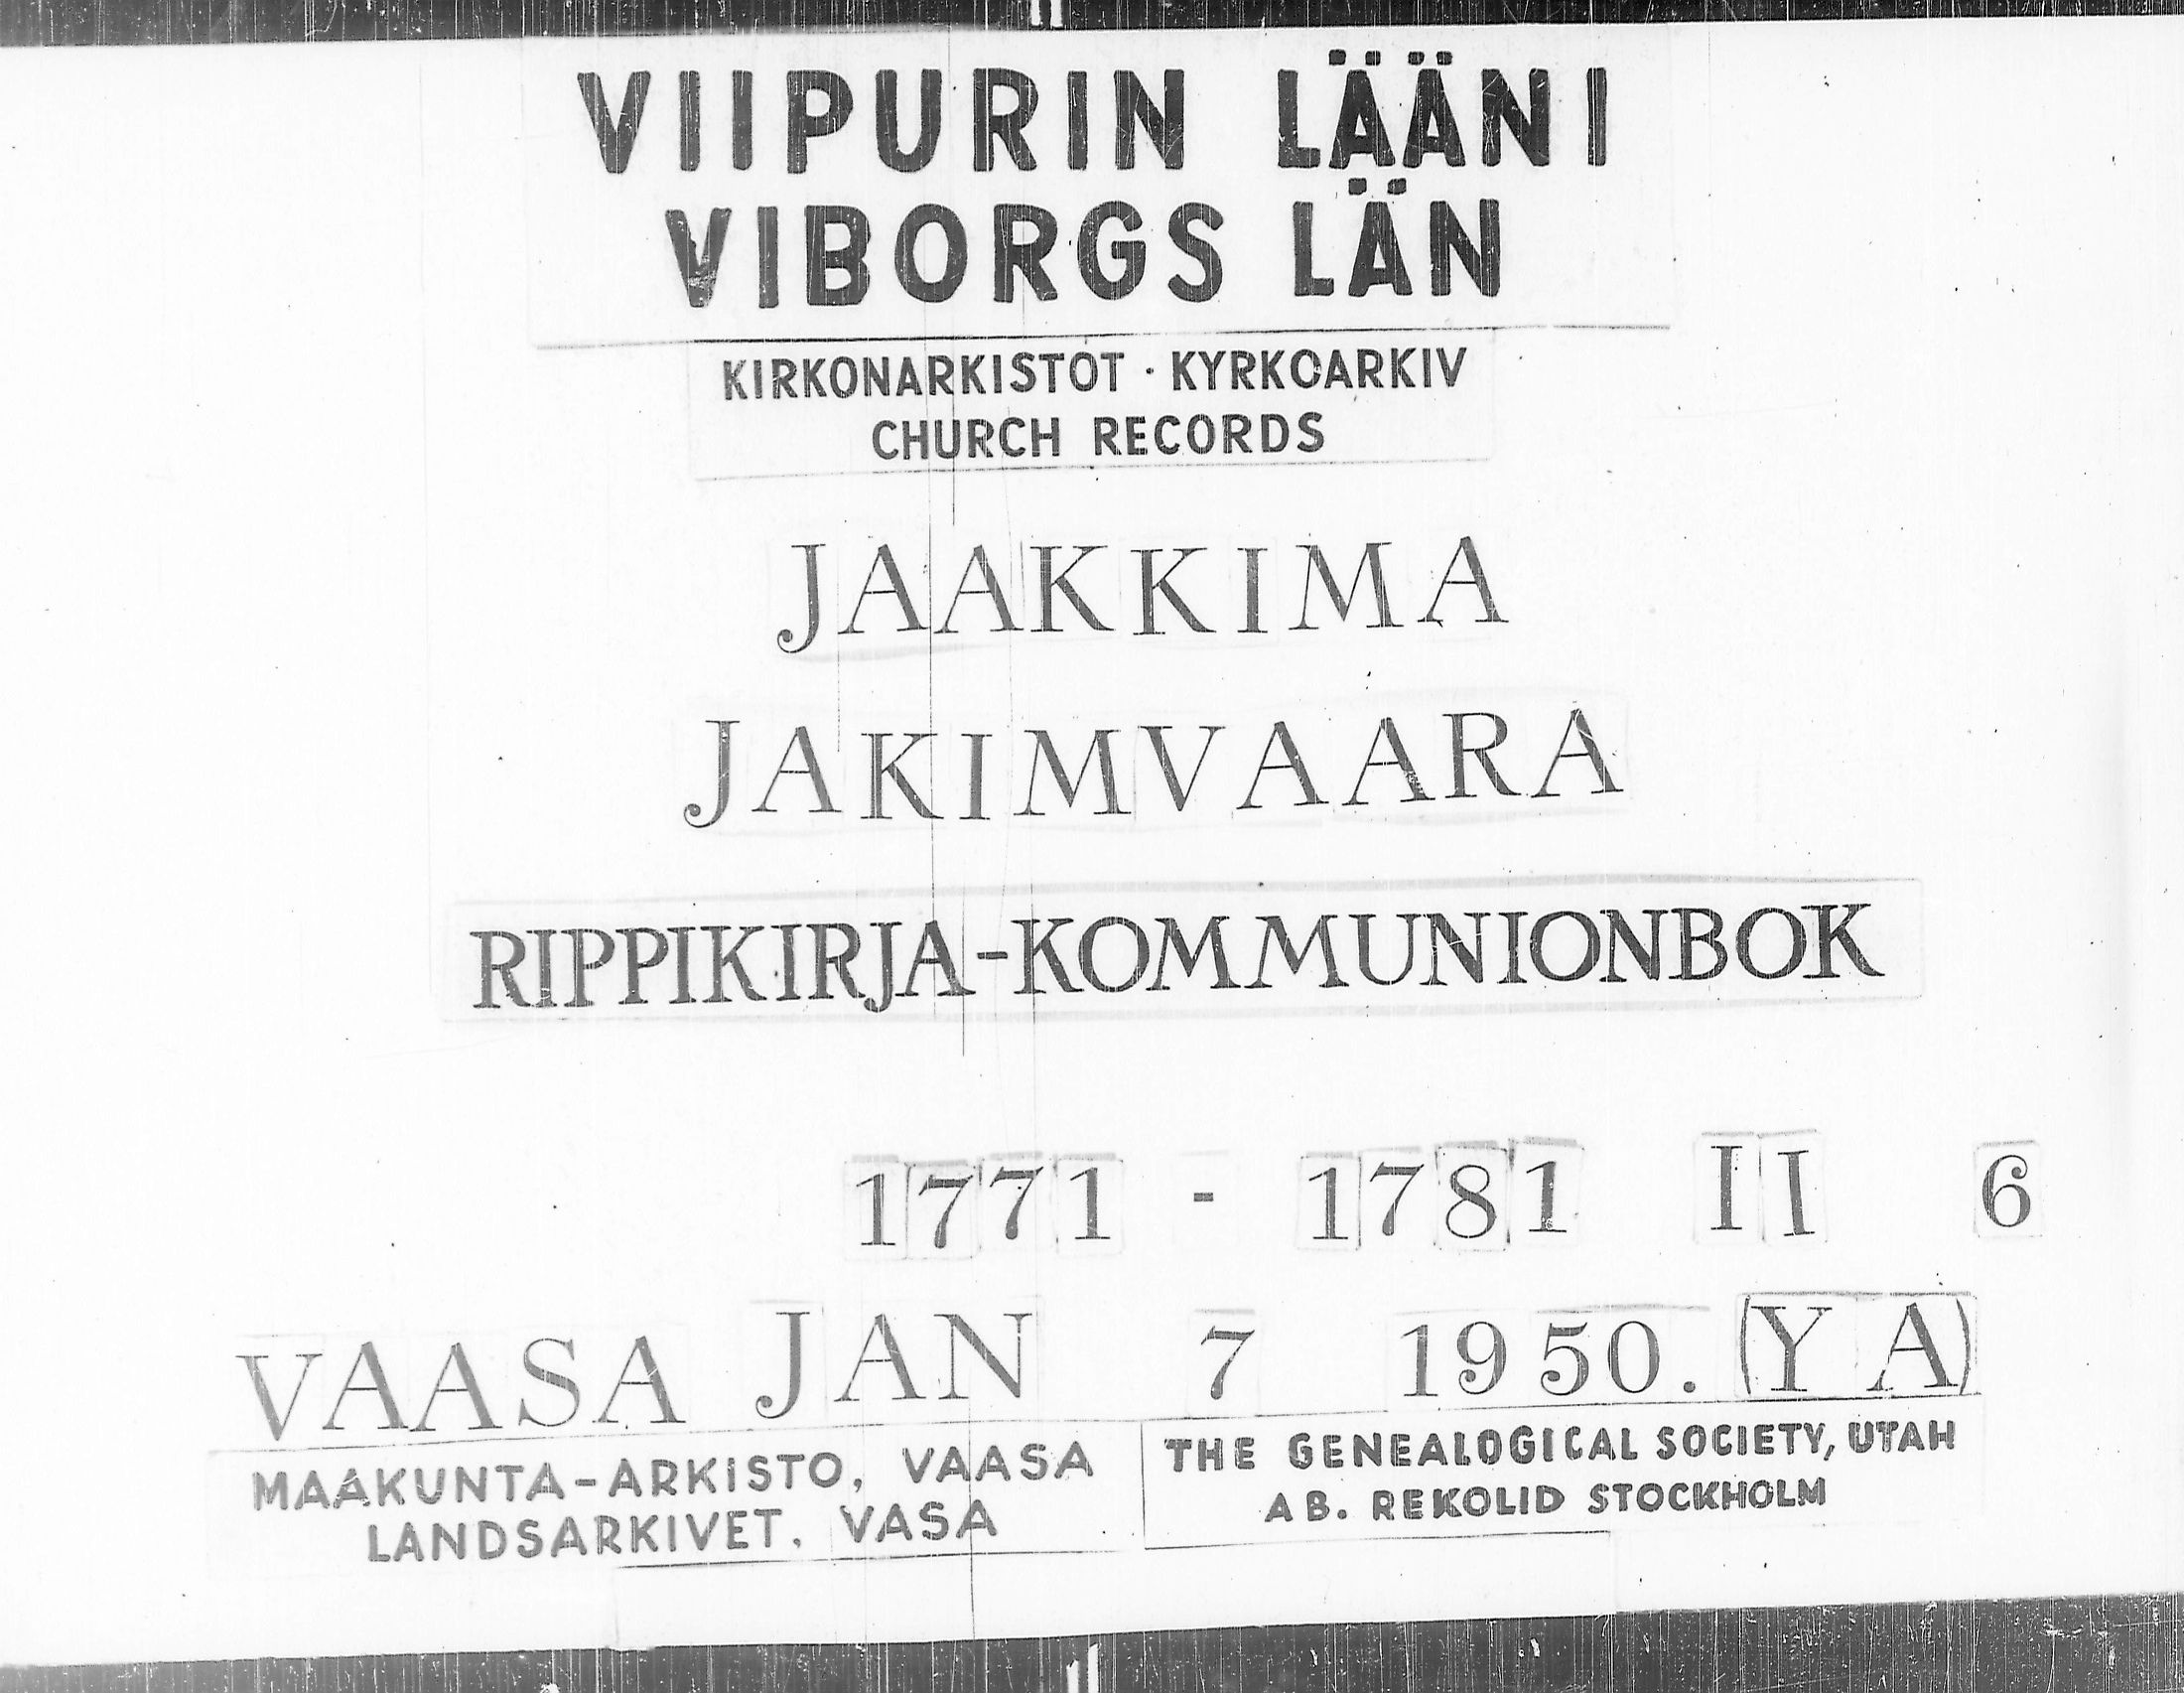 VIIPURIN LÄÄNI
VIBORGS LÄN
KIRKONARKISTOT · KYRKOARKIV
CHURCH RECORDS
JAAKKIMA
JAKIMVAARA
RIPPIKIRJA-KOMMUNIONBOK
1771 - 1781 II 6
VAASA JAN 7 1950. (Y A)
MAAKUNTA-ARKISTO, VAASA
LANDSARKIVET, VASA
THE GENEALOGICAL SOCIETY, UTAH
AB. REKOLID STOCKHOLM